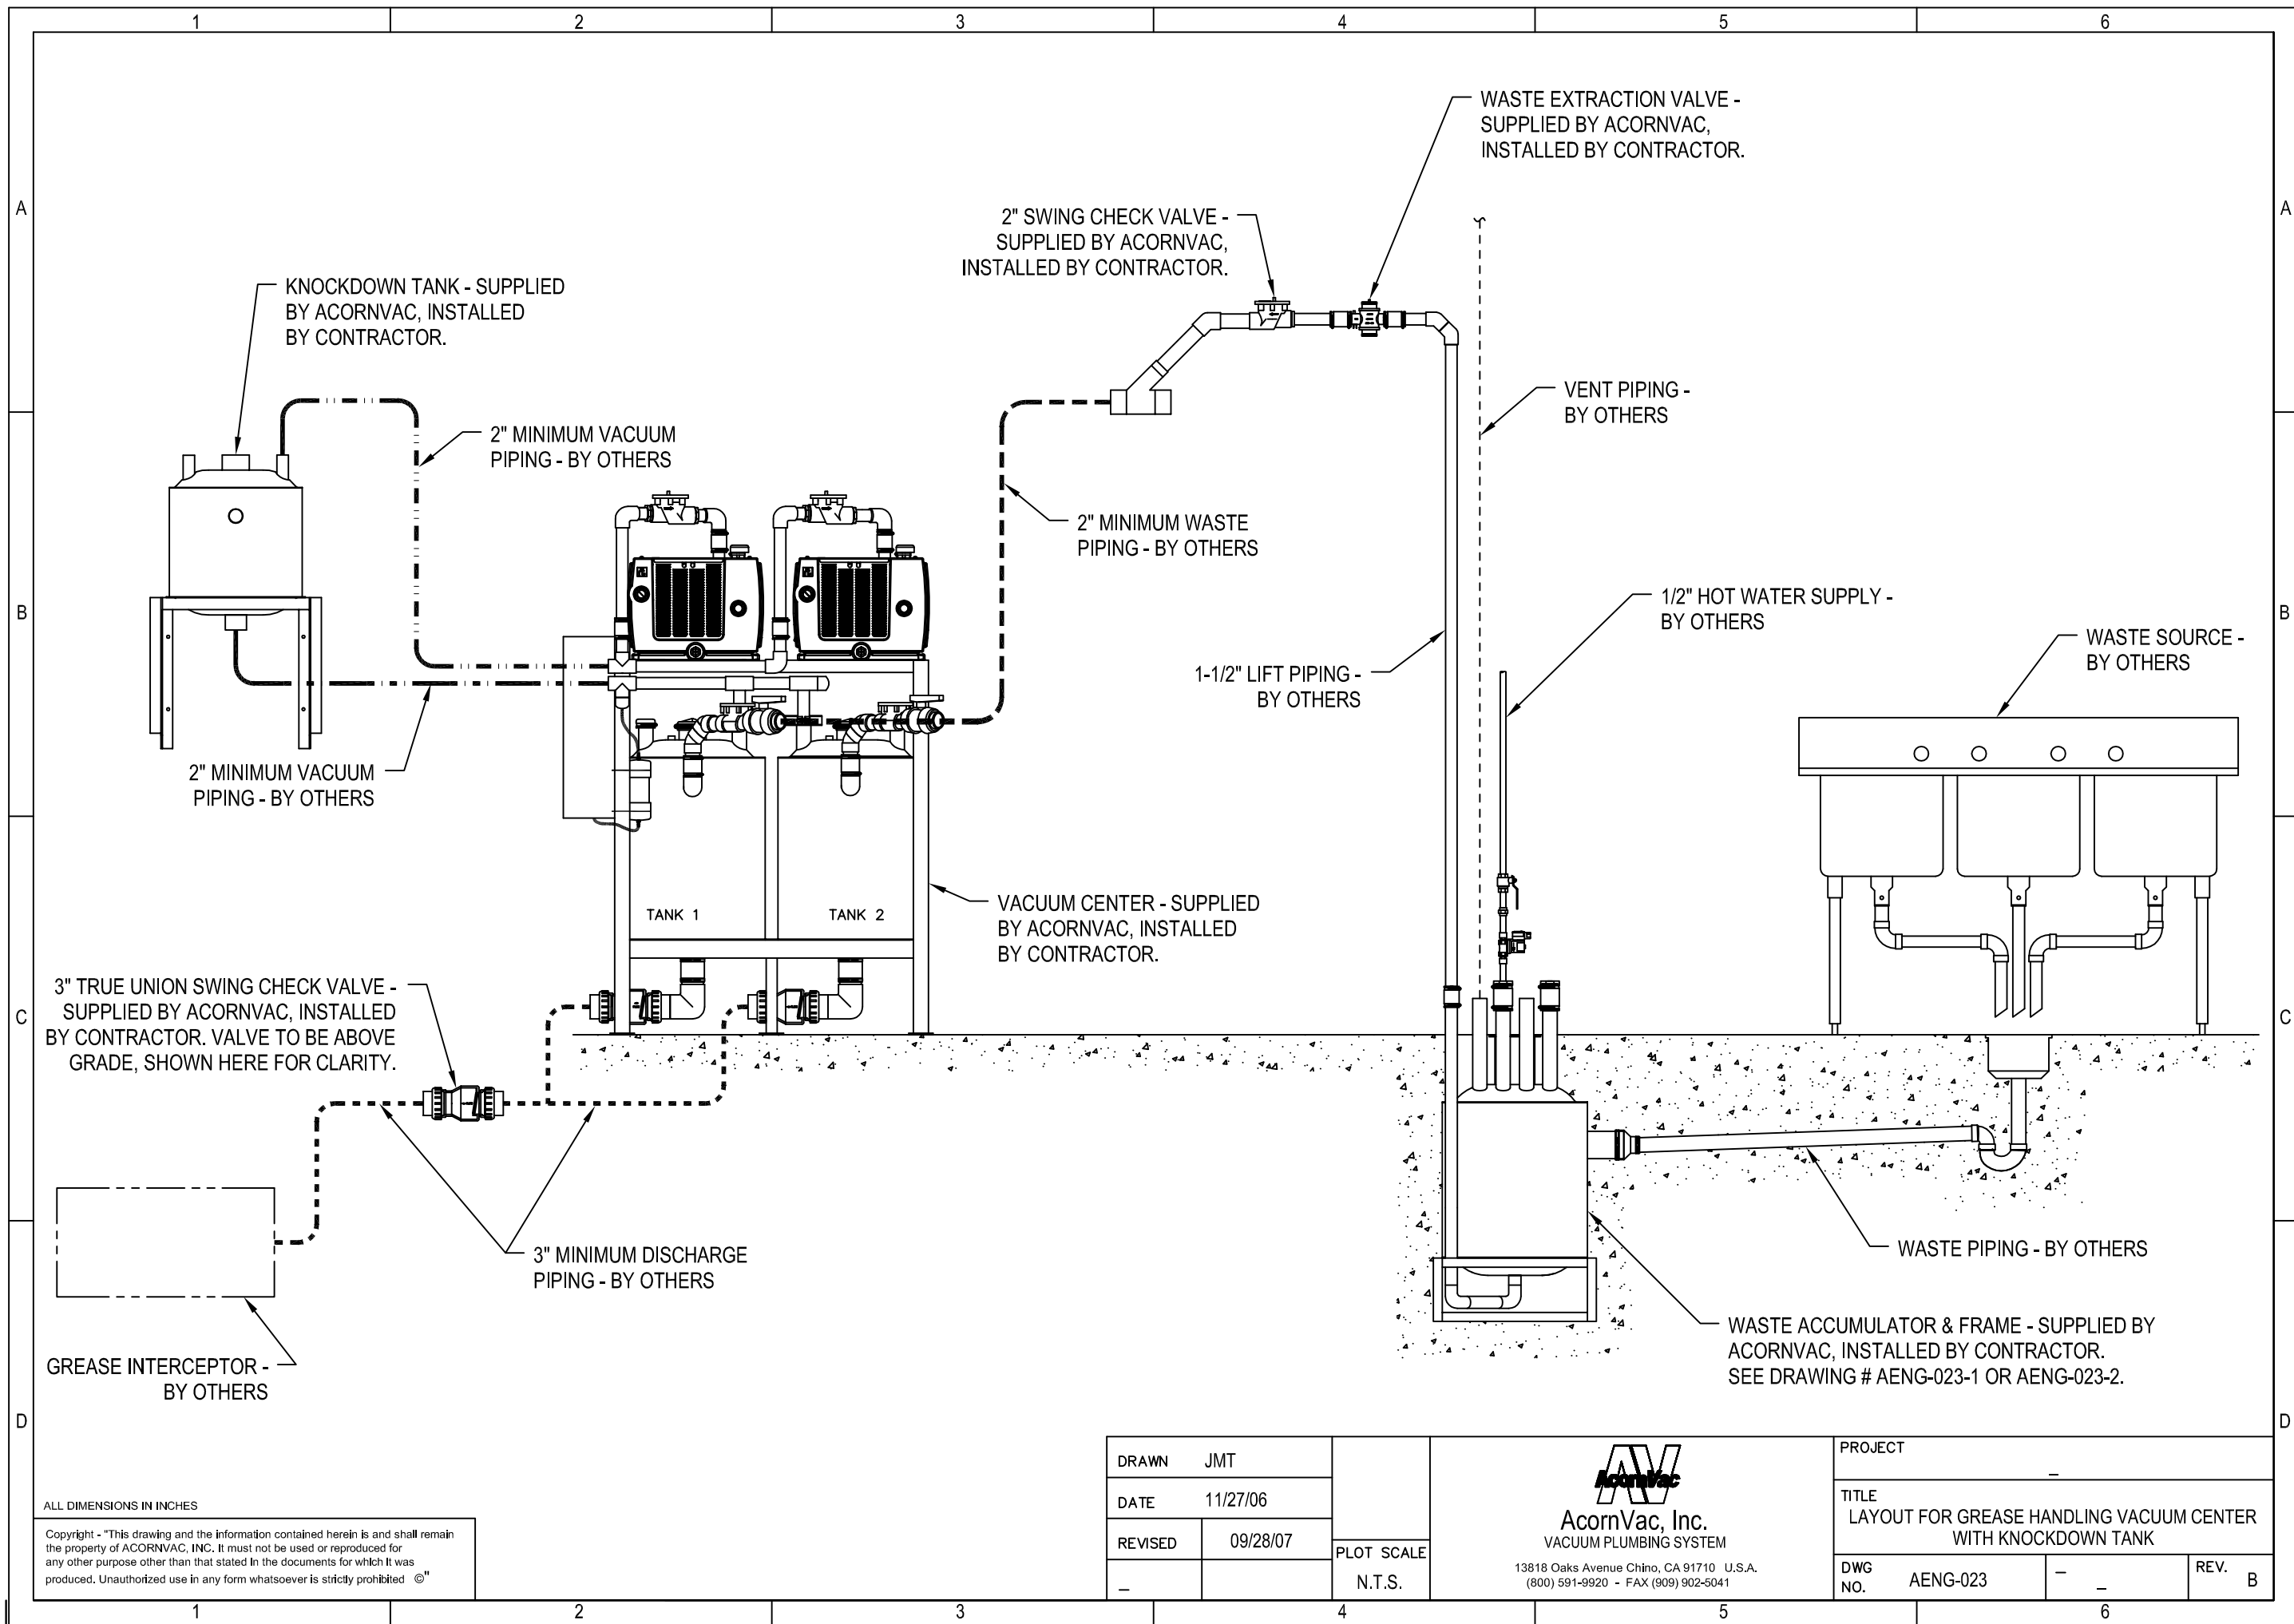 1 2 3 4 5 6
A A
B B
C C
D D
WASTE EXTRACTION VALVE -
SUPPLIED BY ACORNVAC,
INSTALLED BY CONTRACTOR.
2" SWING CHECK VALVE -
SUPPLIED BY ACORNVAC,
INSTALLED BY CONTRACTOR.
KNOCKDOWN TANK - SUPPLIED
BY ACORNVAC, INSTALLED
BY CONTRACTOR.
VENT PIPING -
BY OTHERS
2" MINIMUM VACUUM
PIPING - BY OTHERS
2" MINIMUM WASTE
PIPING - BY OTHERS
1/2" HOT WATER SUPPLY -
BY OTHERS
WASTE SOURCE -
BY OTHERS
1-1/2" LIFT PIPING -
BY OTHERS
2" MINIMUM VACUUM
PIPING - BY OTHERS
TANK 1
TANK 2
VACUUM CENTER - SUPPLIED
BY ACORNVAC, INSTALLED
BY CONTRACTOR.
3" TRUE UNION SWING CHECK VALVE -
SUPPLIED BY ACORNVAC, INSTALLED
BY CONTRACTOR. VALVE TO BE ABOVE
GRADE, SHOWN HERE FOR CLARITY.
3" MINIMUM DISCHARGE
PIPING - BY OTHERS
WASTE PIPING - BY OTHERS
WASTE ACCUMULATOR & FRAME - SUPPLIED BY
ACORNVAC, INSTALLED BY CONTRACTOR.
SEE DRAWING # AENG-023-1 OR AENG-023-2.
GREASE INTERCEPTOR -
BY OTHERS
ALL DIMENSIONS IN INCHES
Copyright - "This drawing and the information contained herein is and shall remain
the property of ACORNVAC, INC. It must not be used or reproduced for
any other purpose other than that stated in the documents for which it was
produced. Unauthorized use in any form whatsoever is strictly prohibited ©"
DRAWN JMT
DATE 11/27/06
REVISED 09/28/07
_
PLOT SCALE
N.T.S.
AV
AcornVac
AcornVac, Inc.
VACUUM PLUMBING SYSTEM
13818 Oaks Avenue Chino, CA 91710 U.S.A.
(800) 591-9920 - FAX (909) 902-5041
PROJECT
_
TITLE
LAYOUT FOR GREASE HANDLING VACUUM CENTER
WITH KNOCKDOWN TANK
DWG
NO. AENG-023
_ _
REV. B
1 2 3 4 5 6